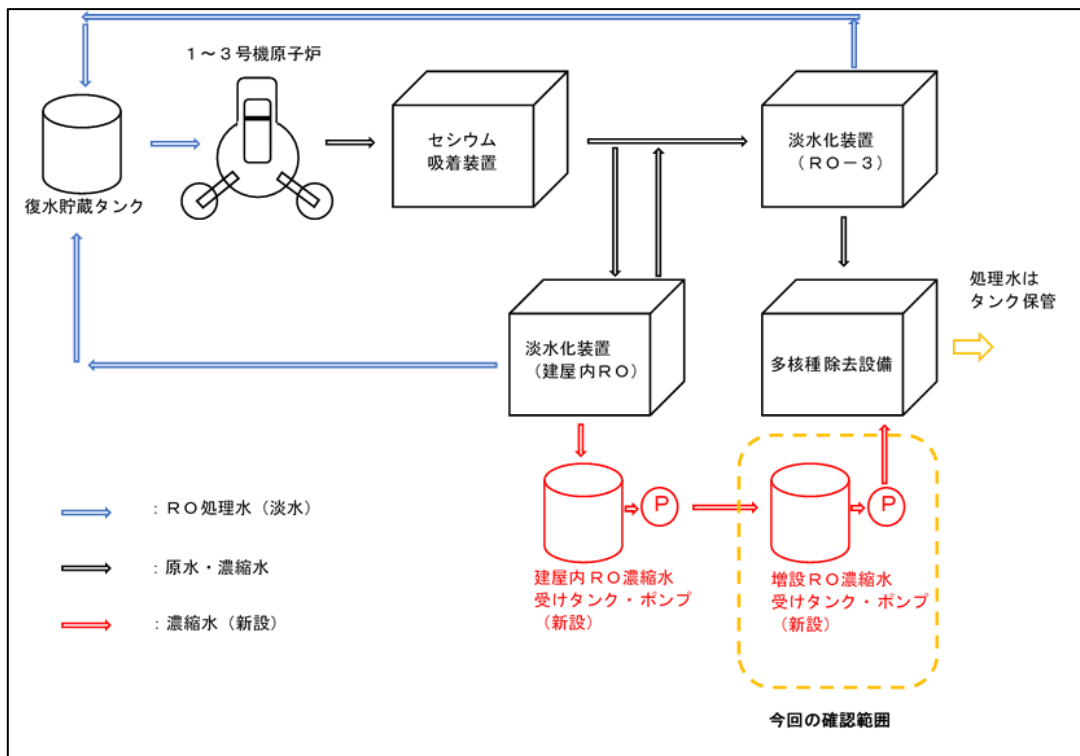 1～3号機原子炉
復水貯蔵タンク
セシウム
吸着装置
淡水化装置
（RO－3）
淡水化装置
（建屋内RO）
多核種除去設備
処理水は
タンク保管
P
P
建屋内RO濃縮水
受けタンク・ポンプ
（新設）
増設RO濃縮水
受けタンク・ポンプ
（新設）
：RO処理水（淡水）
：原水・濃縮水
：濃縮水（新設）
今回の確認範囲